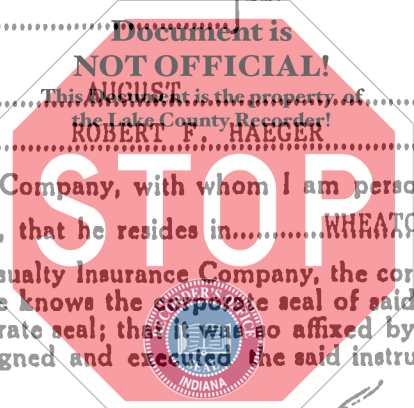 Document is
NOT OFFICIAL!
This Document is the property of
AUGUST
the Lake County Recorder!
ROBERT F. HAEGER
STOP
Company, with whom I am perso
, that he resides in............WHEATO
sualty Insurance Company, the cor
e knows the corporate seal of said
rate seal; that it was so affixed by
gned and executed the said instru
INDIANA